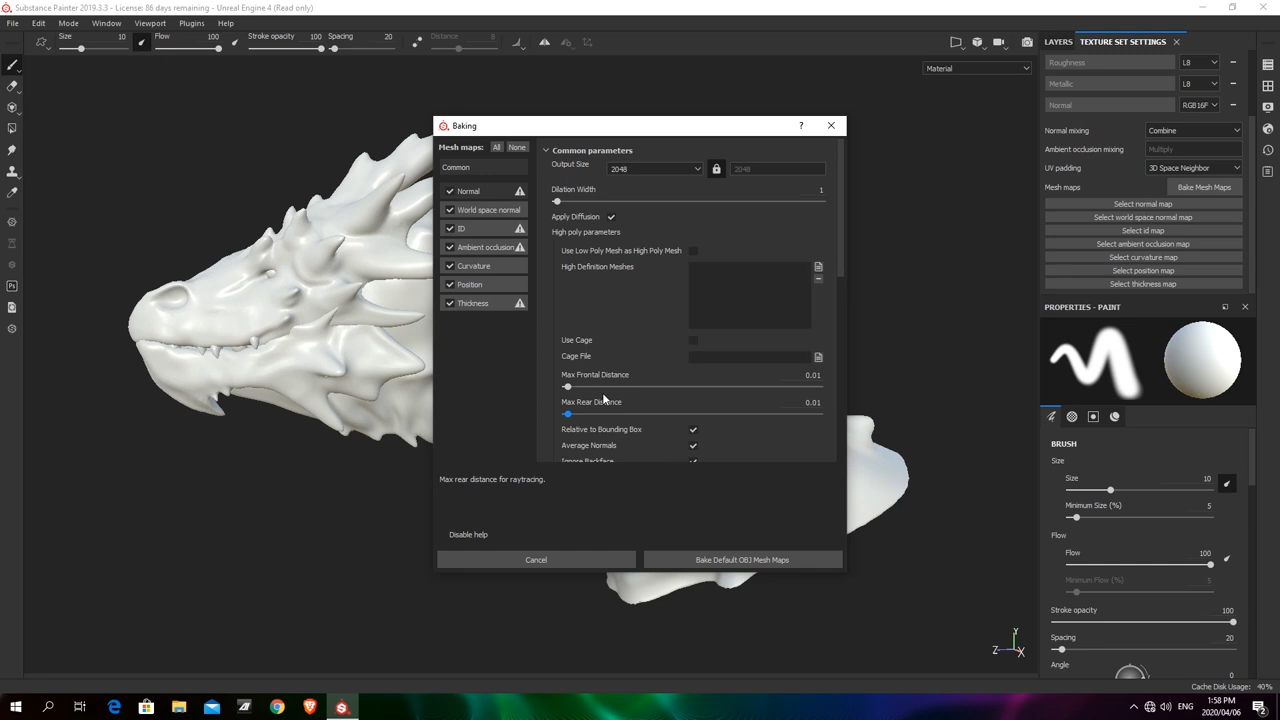 Substance Painter 2019.3.3 - License: 86 days remaining - Unreal Engine 4 (Read only)
File Edit Mode Window Viewport Plugins Help
Size 10 Flow 100 Stroke opacity 100 Spacing 20 Distance 8
Material
LAYERS TEXTURE SET SETTINGS
Roughness L8
Metallic L8
Normal RGB16F
Normal mixing Combine
Ambient occlusion mixing Multiply
UV padding 3D Space Neighbor
Mesh maps Bake Mesh Maps
Select normal map
Select world space normal map
Select id map
Select ambient occlusion map
Select curvature map
Select position map
Select thickness map
Baking ?
Mesh maps: All None
Common
Normal
World space normal
ID
Ambient occlusion
Curvature
Position
Thickness
Common parameters
Output Size 2048 2048
Dilation Width 1
Apply Diffusion
High poly parameters
Use Low Poly Mesh as High Poly Mesh
High Definition Meshes
Use Cage
Cage File
Max Frontal Distance 0.01
Max Rear Distance 0.01
Relative to Bounding Box
Average Normals
Ignore Backface
Max rear distance for raytracing.
Disable help
Cancel Bake Default OBJ Mesh Maps
PROPERTIES - PAINT
BRUSH
Size
Size 10
Minimum Size (%) 5
Flow
Flow 100
Minimum Flow (%) 5
Stroke opacity 100
Spacing 20
Angle 0
Y
Z X
Cache Disk Usage: 40%
Ps
ENG
1:58 PM
2020/04/06
2